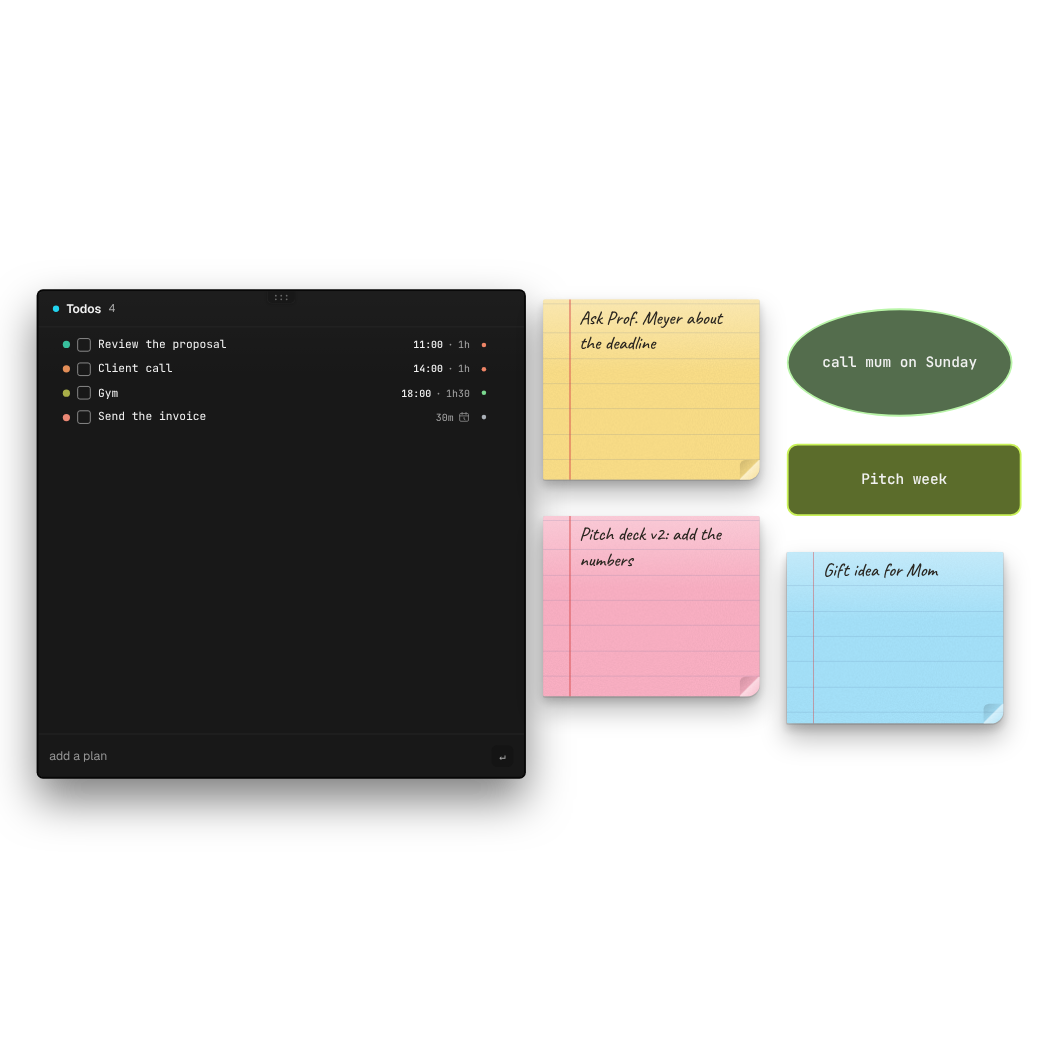 Todos 4
Review the proposal 11:00 · 1h
Client call 14:00 · 1h
Gym 18:00 · 1h30
Send the invoice 30m
add a plan
Ask Prof. Meyer about
the deadline
Pitch deck v2: add the
numbers
call mum on Sunday
Pitch week
Gift idea for Mom